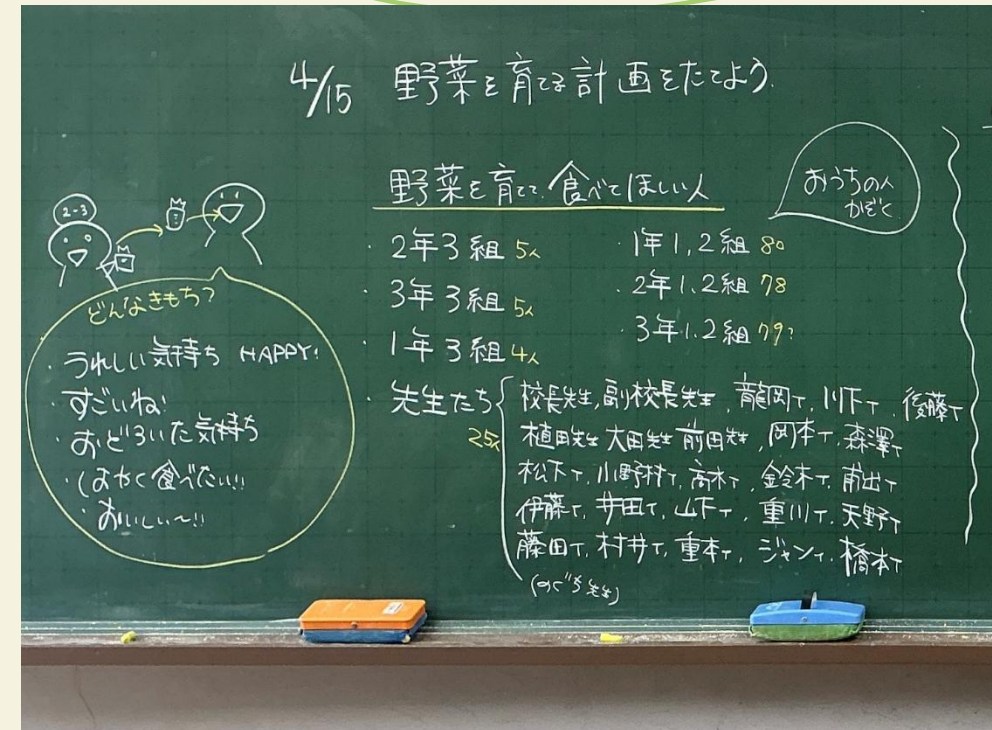 4/15 野菜を育てる計画をたてよう.
野菜を育てて、食べてほしい人
おうちの人
かぞく
2-3
どんなきもち?
・うれしい気持ち HAPPY!
・すごいね!
・おどろいた気持ち
・はやく食べたい!!
・おいしい〜!!
・2年3組 5人
・3年3組 5人
・1年3組 4人
・1年1,2組 80
・2年1.2組 78
・3年1.2組 79?
・先生たち
25人
校長先生,副校長先生,龍岡T,川下T,後藤T
植田先生 大田先生 前田先生,岡本T,森澤T
松下T,小野村T,高木T,鈴木T,南出T
伊藤T,井田T,山下T,重川T,天野T
藤田T,村井T,重本T,ジャンT,橋本T
(のぐち先生)